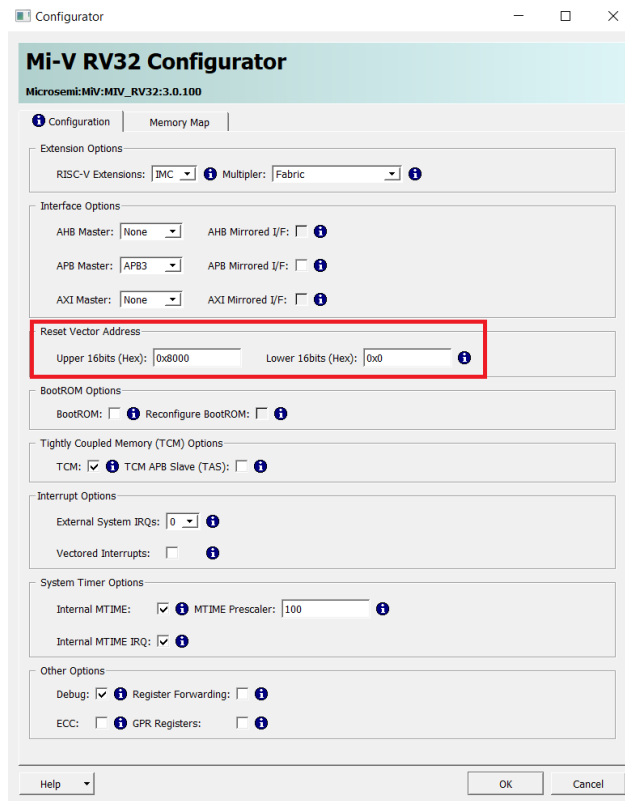 Configurator
Mi-V RV32 Configurator
Microsemi:MiV:MIV_RV32:3.0.100
Configuration Memory Map
Extension Options
RISC-V Extensions: IMC Multipler: Fabric
Interface Options
AHB Master: None AHB Mirrored I/F:
APB Master: APB3 APB Mirrored I/F:
AXI Master: None AXI Mirrored I/F:
Reset Vector Address
Upper 16bits (Hex): 0x8000 Lower 16bits (Hex): 0x0
BootROM Options
BootROM: Reconfigure BootROM:
Tightly Coupled Memory (TCM) Options
TCM: TCM APB Slave (TAS):
Interrupt Options
External System IRQs: 0
Vectored Interrupts:
System Timer Options
Internal MTIME: MTIME Prescaler: 100
Internal MTIME IRQ:
Other Options
Debug: Register Forwarding:
ECC: GPR Registers:
Help OK Cancel